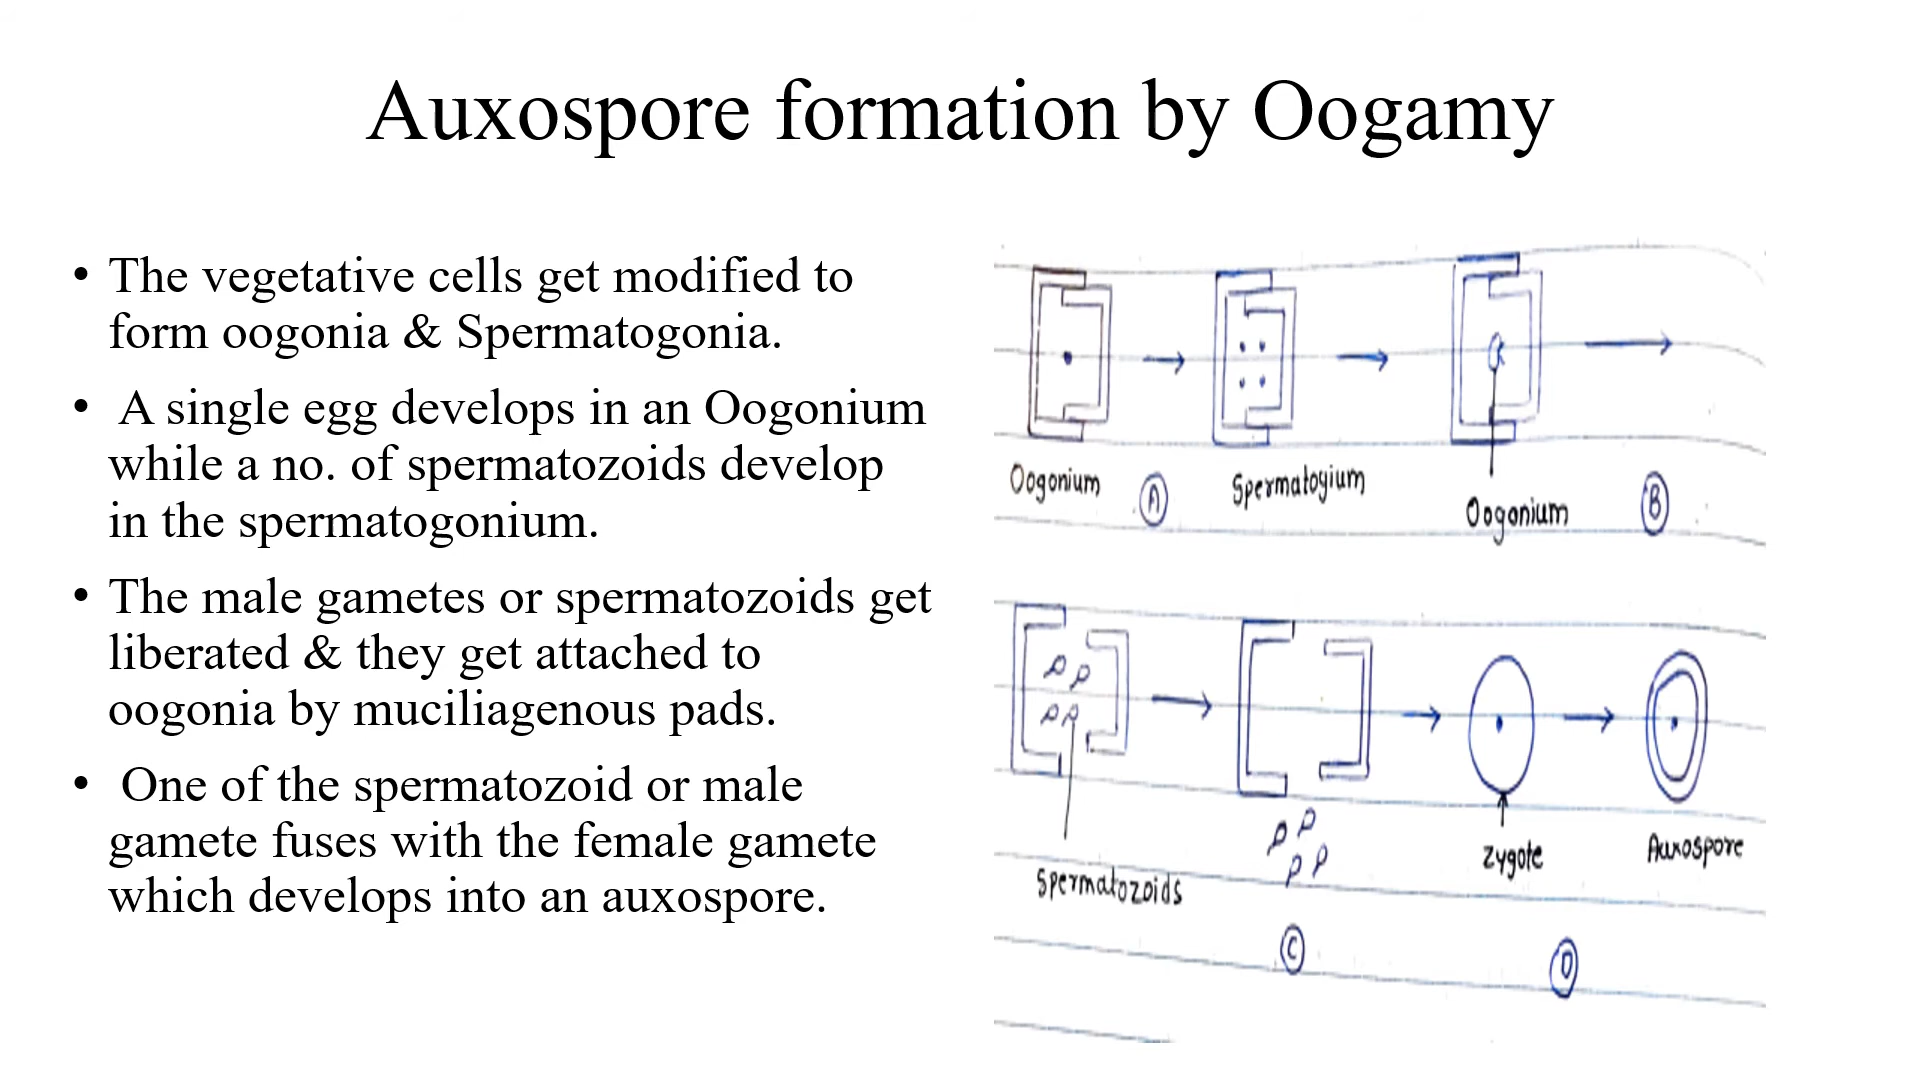 Auxospore formation by Oogamy
• The vegetative cells get modified to
form oogonia & Spermatogonia.
• A single egg develops in an Oogonium
while a no. of spermatozoids develop
in the spermatogonium.
• The male gametes or spermatozoids get
liberated & they get attached to
oogonia by muciliagenous pads.
• One of the spermatozoid or male
gamete fuses with the female gamete
which develops into an auxospore.
Oogonium
A
Spermatogium
Oogonium
B
Spermatozoids
Zygote
Auxospore
C
D